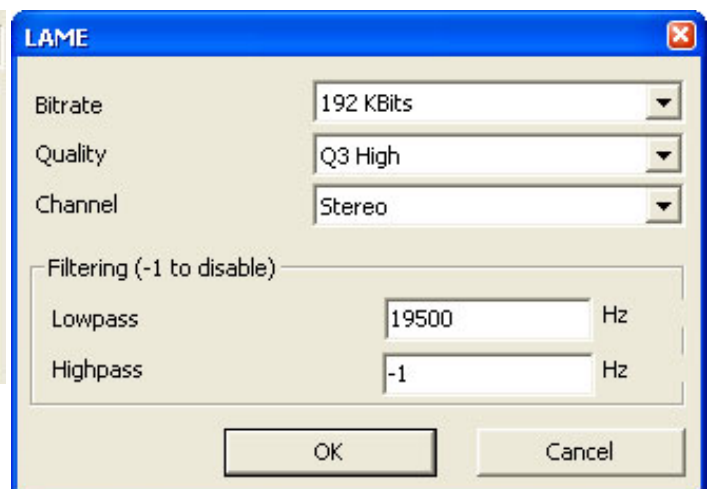 LAME
Bitrate 192 KBits
Quality Q3 High
Channel Stereo
Filtering (-1 to disable)
Lowpass 19500 Hz
Highpass -1 Hz
OK Cancel